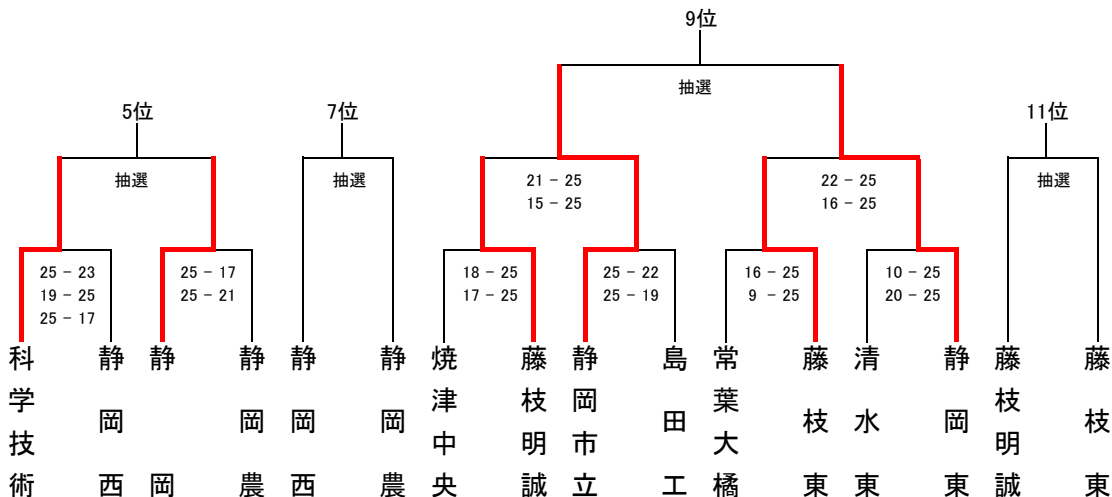 9位
抽選
5位
7位
11位
抽選
抽選
21 - 25
15 - 25
22 - 25
16 - 25
抽選
25 - 23
19 - 25
25 - 17
25 - 17
25 - 21
18 - 25
17 - 25
25 - 22
25 - 19
16 - 25
9 - 25
10 - 25
20 - 25
科学技術
静岡西
静岡
静岡農
静岡西
静岡農
焼津中央
藤枝明誠
静岡市立
島田工
常葉大橘
藤枝東
清水東
静岡東
藤枝明誠
藤枝東